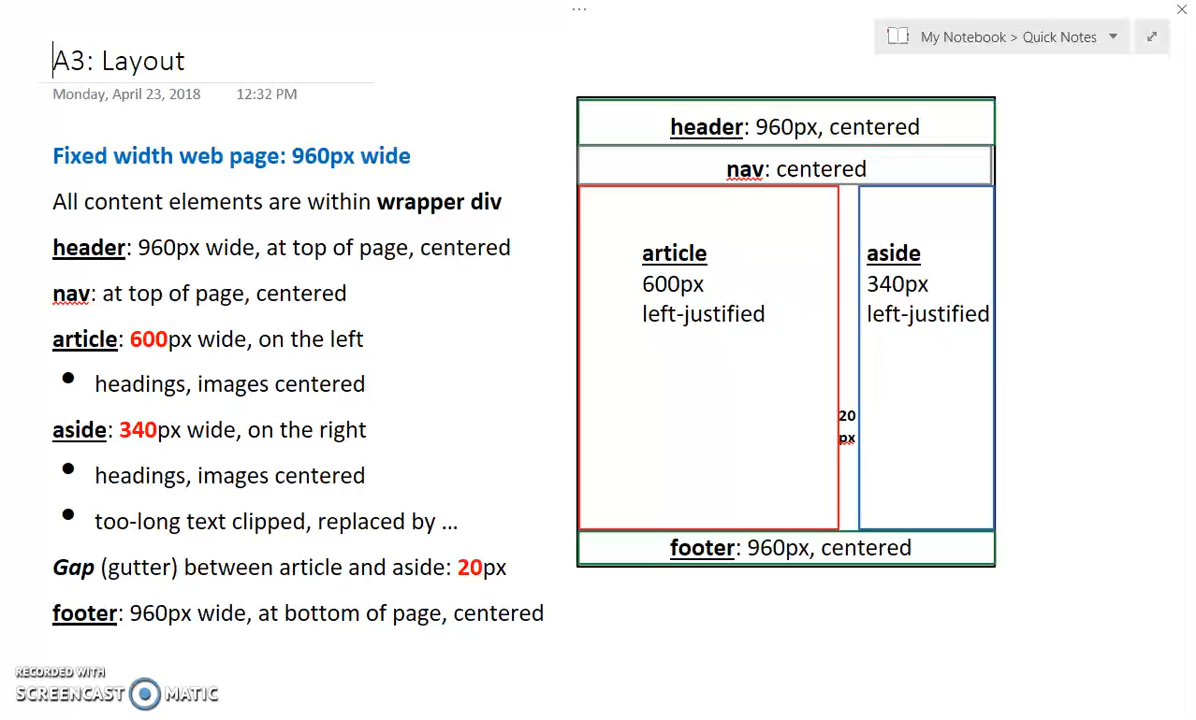 ...
My Notebook > Quick Notes
A3: Layout
Monday, April 23, 2018 12:32 PM
Fixed width web page: 960px wide
All content elements are within wrapper div
header: 960px wide, at top of page, centered
nav: at top of page, centered
article: 600px wide, on the left
• headings, images centered
aside: 340px wide, on the right
• headings, images centered
• too-long text clipped, replaced by ...
Gap (gutter) between article and aside: 20px
footer: 960px wide, at bottom of page, centered
header: 960px, centered
nav: centered
article
600px
left-justified
20
px
aside
340px
left-justified
footer: 960px, centered
RECORDED WITH
SCREENCAST MATIC